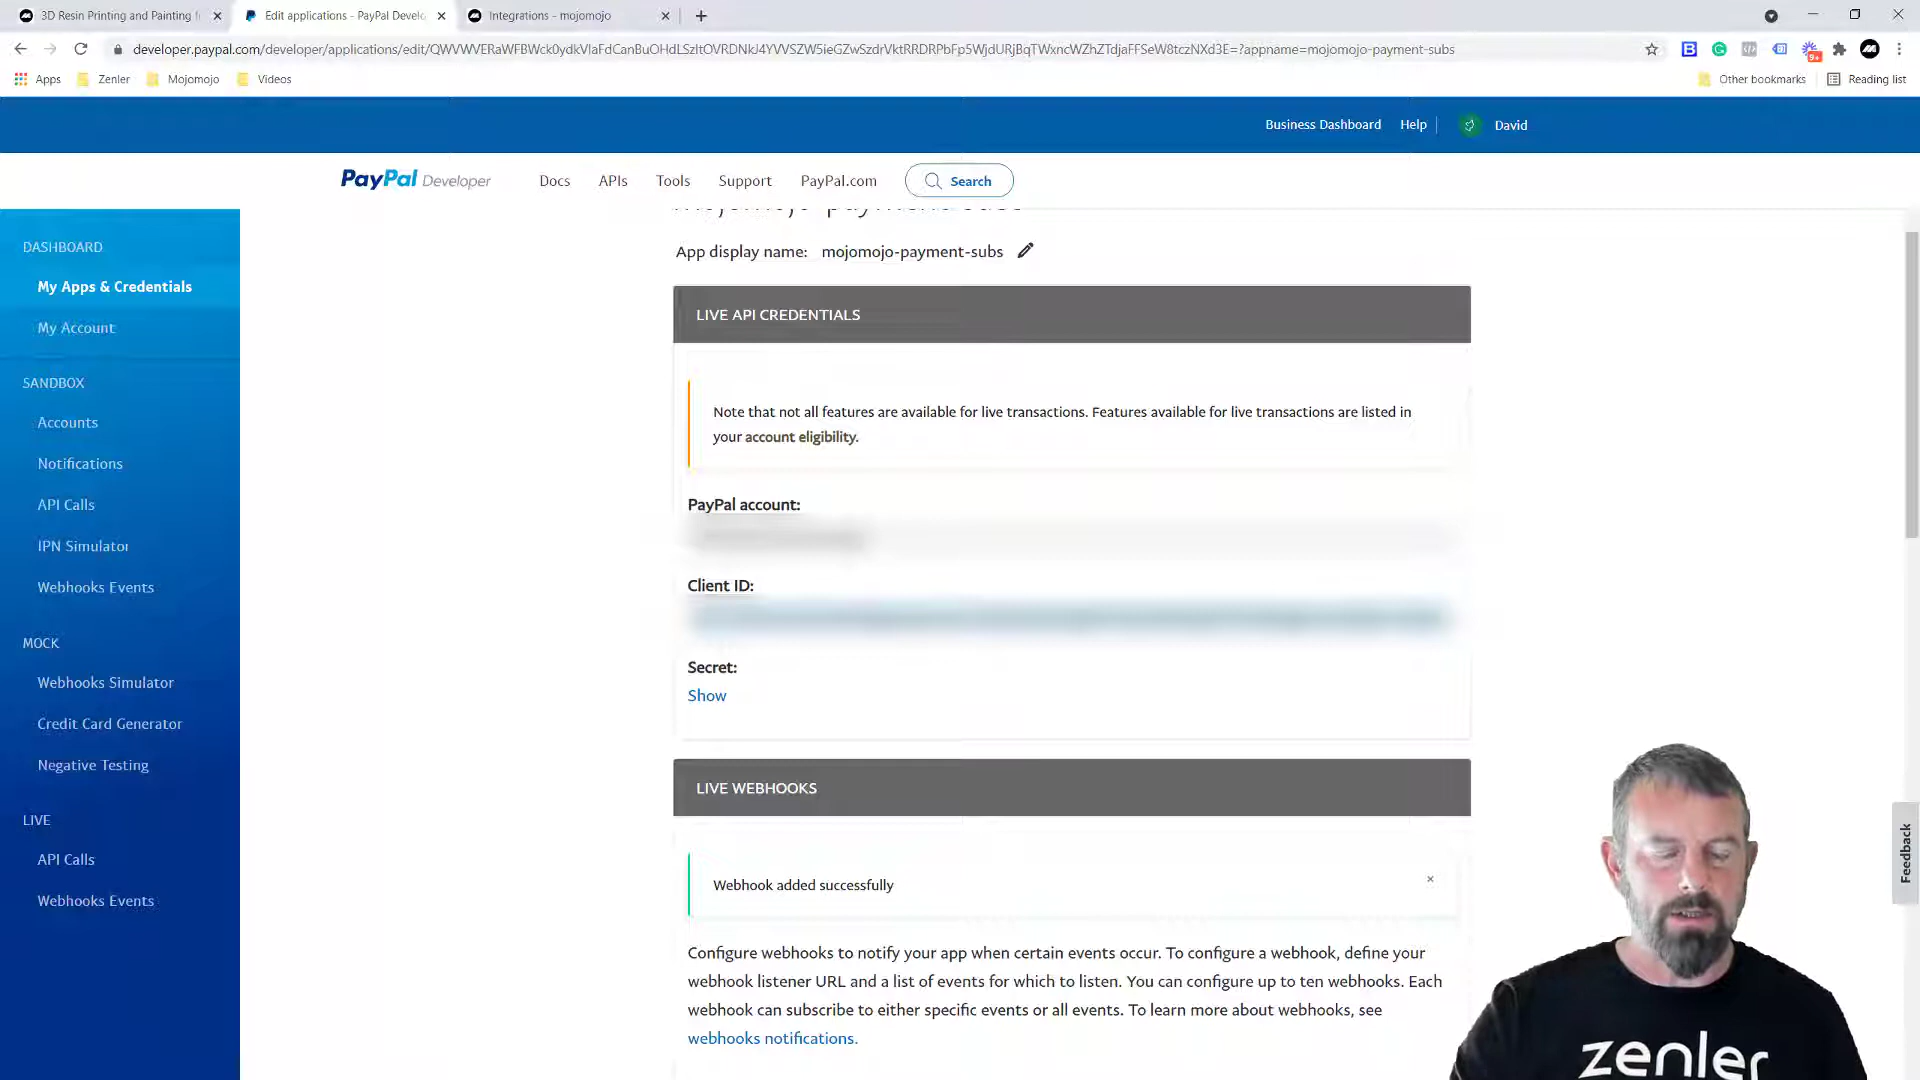 3D Resin Printing and Painting f
Edit applications - PayPal Develo
Integrations - mojomojo
developer.paypal.com/developer/applications/edit/
?appname=mojomojo-payment-subs
Apps
Zenler
Mojomojo
Videos
Other bookmarks
Reading list
9+
Business Dashboard
Help
David
PayPal Developer
Docs
APIs
Tools
Support
PayPal.com
Search
DASHBOARD
My Apps & Credentials
My Account
SANDBOX
Accounts
Notifications
API Calls
IPN Simulator
Webhooks Events
MOCK
Webhooks Simulator
Credit Card Generator
Negative Testing
LIVE
API Calls
Webhooks Events
App display name: mojomojo-payment-subs
LIVE API CREDENTIALS
Note that not all features are available for live transactions. Features available for live transactions are listed in
your account eligibility.
PayPal account:
Client ID:
Secret:
Show
LIVE WEBHOOKS
Webhook added successfully
Configure webhooks to notify your app when certain events occur. To configure a webhook, define your
webhook listener URL and a list of events for which to listen. You can configure up to ten webhooks. Each
webhook can subscribe to either specific events or all events. To learn more about webhooks, see
webhooks notifications.
Feedback
zenler